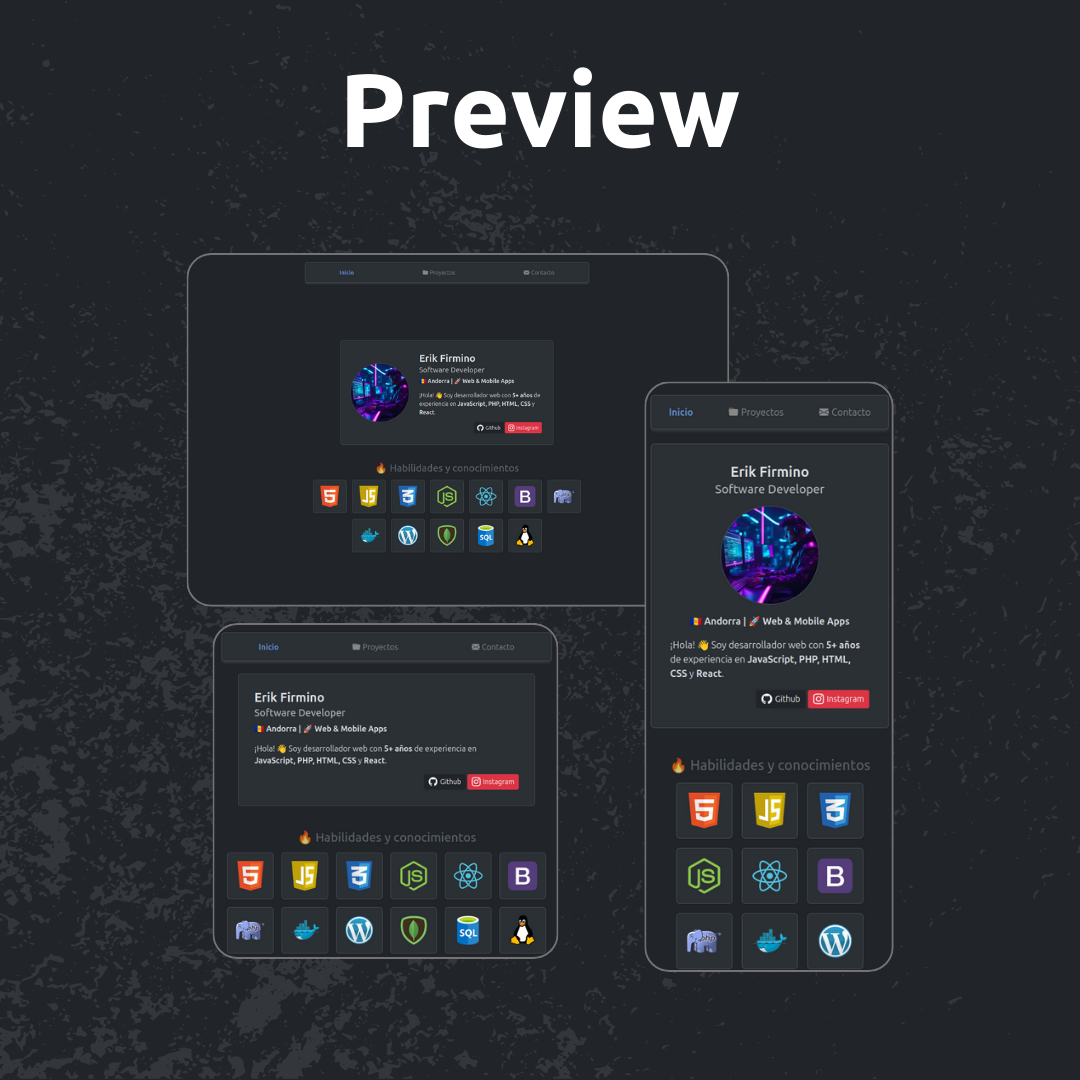 Preview
Inicio Proyectos Contacto
Erik Firmino
Software Developer
Andorra | 🚀 Web & Mobile Apps
¡Hola! 👋 Soy desarrollador web con 5+ años de
experiencia en JavaScript, PHP, HTML, CSS y
React.
Github Instagram
🔥 Habilidades y conocimientos
5 JS 3 JS B
php
W SQL
Inicio Proyectos Contacto
Erik Firmino
Software Developer
Andorra | 🚀 Web & Mobile Apps
¡Hola! 👋 Soy desarrollador web con 5+ años
de experiencia en JavaScript, PHP, HTML,
CSS y React.
Github Instagram
🔥 Habilidades y conocimientos
5 JS 3
JS B
php W
Inicio Proyectos Contacto
Erik Firmino
Software Developer
Andorra | 🚀 Web & Mobile Apps
¡Hola! 👋 Soy desarrollador web con 5+ años de experiencia en
JavaScript, PHP, HTML, CSS y React.
Github Instagram
🔥 Habilidades y conocimientos
5 JS 3 JS B
php W SQL